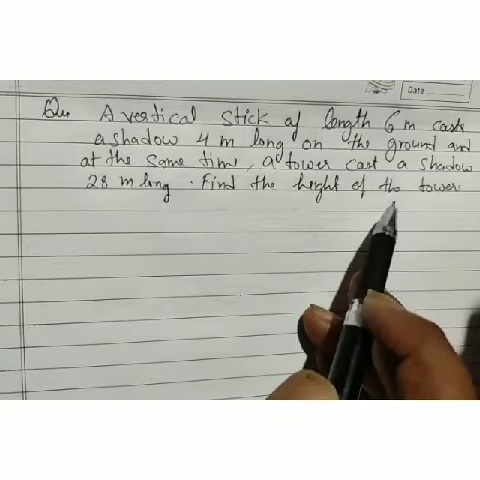 Date
Qu. A vertical stick of length 6 m casts
a shadow 4 m long on the ground and
at the same time, a tower cast a shadow
28 m long . Find the height of the tower